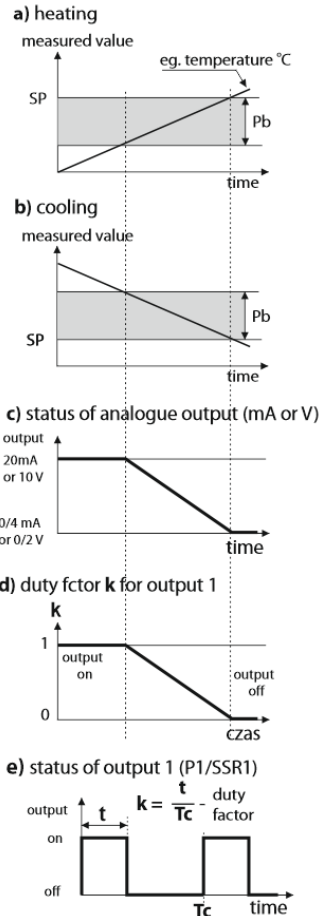 a) heating
measured value
eg. temperature °C
SP
Pb
time
b) cooling
measured value
Pb
SP
time
c) status of analogue output (mA or V)
output
20mA
or 10 V
0/4 mA
or 0/2 V
time
d) duty fctor k for output 1
k
1
output
on
output
off
0
czas
e) status of output 1 (P1/SSR1)
output
t
k = t/Tc - duty
factor
on
off
Tc
time